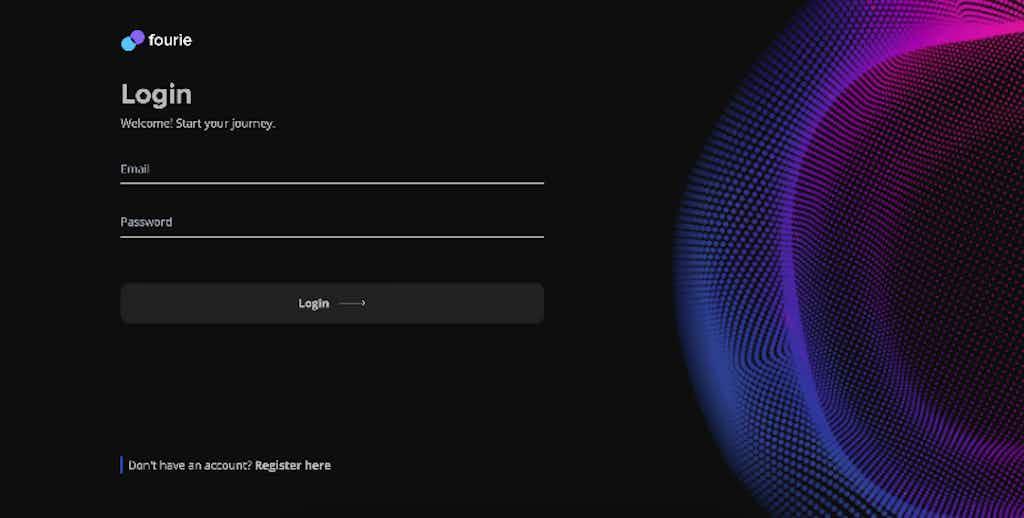 fourie
Login
Welcome! Start your journey.
Email
Password
Login
Don't have an account? Register here